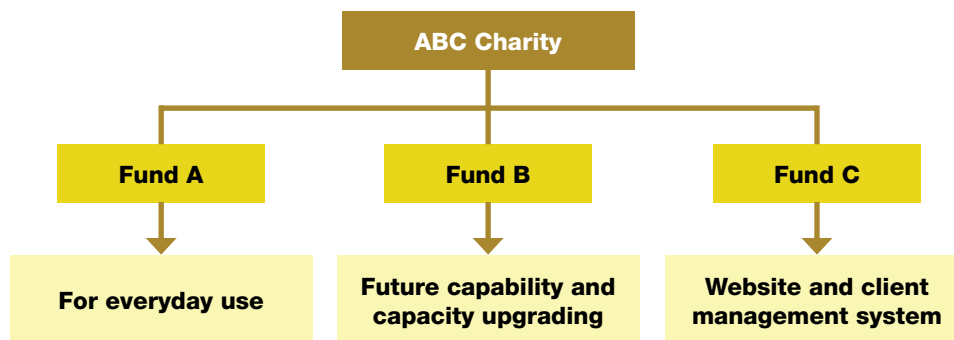 ABC Charity
Fund A
Fund B
Fund C
For everyday use
Future capability and
capacity upgrading
Website and client
management system